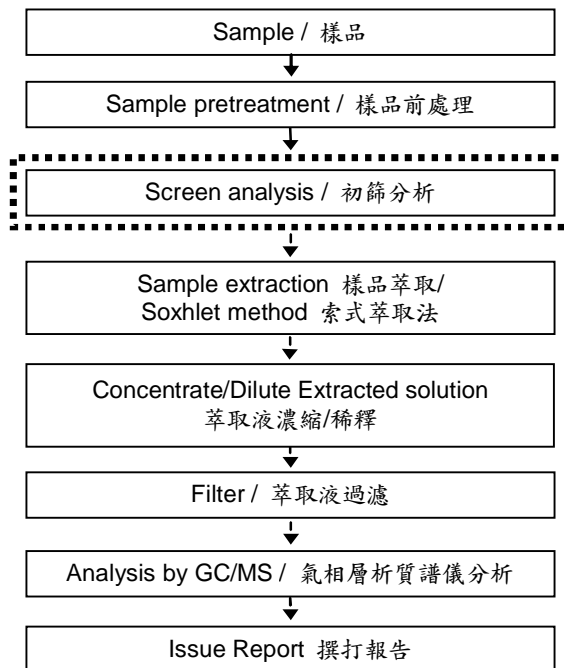 Sample / 樣品
Sample pretreatment / 樣品前處理
Screen analysis / 初篩分析
Sample extraction 樣品萃取/
Soxhlet method 索式萃取法
Concentrate/Dilute Extracted solution
萃取液濃縮/稀釋
Filter / 萃取液過濾
Analysis by GC/MS / 氣相層析質譜儀分析
Issue Report 撰打報告